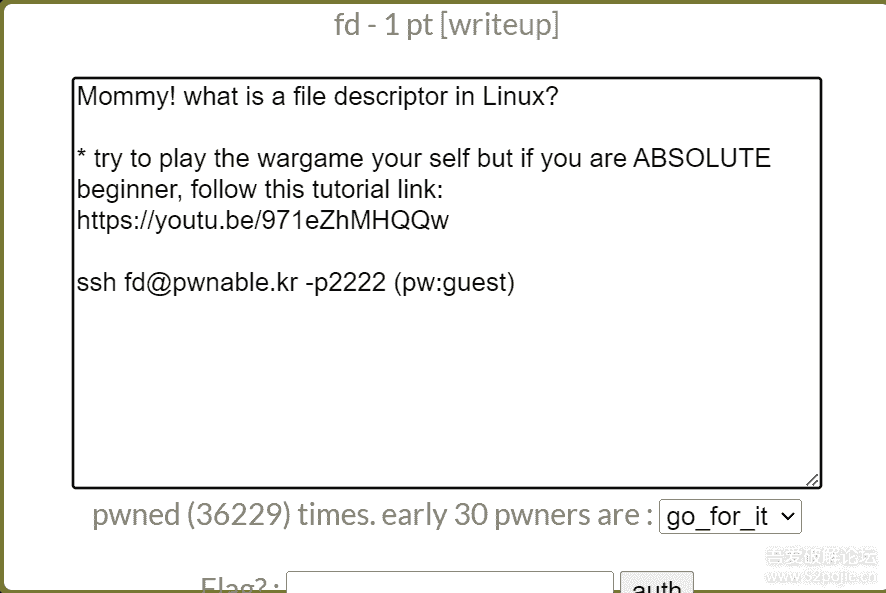 fd - 1 pt [writeup]
Mommy! what is a file descriptor in Linux?
* try to play the wargame your self but if you are ABSOLUTE
beginner, follow this tutorial link:
https://youtu.be/971eZhMHQQw
ssh fd@pwnable.kr -p2222 (pw:guest)
pwned (36229) times. early 30 pwners are : go_for_it
Flag? : auth
吾爱破解论坛
www.52pojie.cn